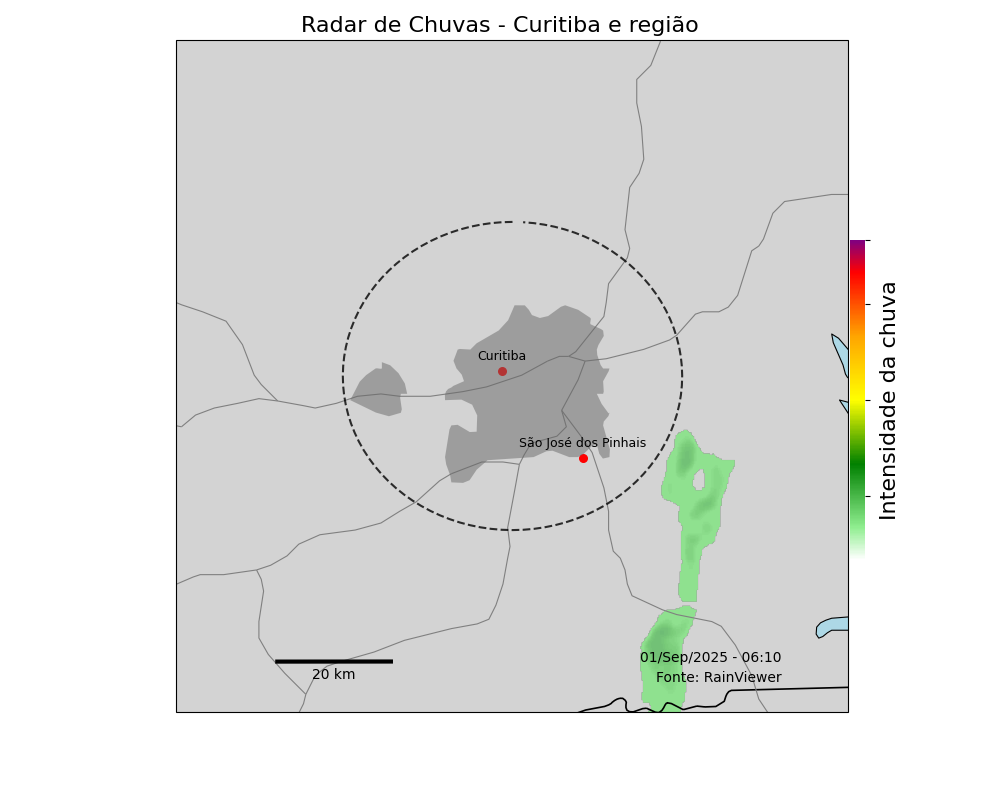 Radar de Chuvas - Curitiba e região
Curitiba
São José dos Pinhais
Intensidade da chuva
01/Sep/2025 - 06:10
Fonte: RainViewer
20 km